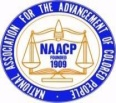 NATIONAL ASSOCIATION FOR THE ADVANCEMENT OF COLORED PEOPLE
NAACP
FOUNDED
1909